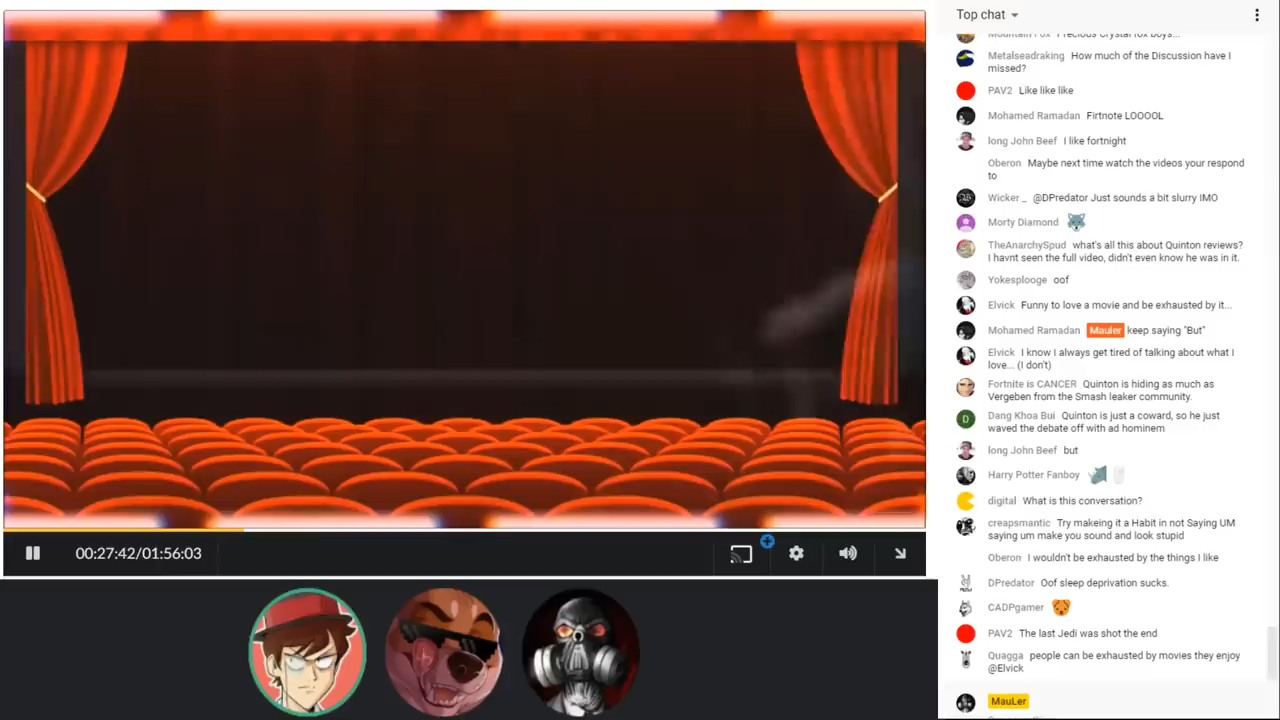 Top chat
Mountain Fox Precious Crystal fox boys...
Metalseadraking How much of the Discussion have I
missed?
PAV2 Like like like
Mohamed Ramadan Firtnote LOOOOL
long John Beef I like fortnight
Oberon Maybe next time watch the videos your respond
to
Wicker _ @DPredator Just sounds a bit slurry IMO
Morty Diamond
TheAnarchySpud what's all this about Quinton reviews?
I havnt seen the full video, didn't even know he was in it.
Yokesplooge oof
Elvick Funny to love a movie and be exhausted by it...
Mohamed Ramadan Mauler keep saying "But"
Elvick I know I always get tired of talking about what I
love... (I don't)
Fortnite is CANCER Quinton is hiding as much as
Vergeben from the Smash leaker community.
D
Dang Khoa Bui Quinton is just a coward, so he just
waved the debate off with ad hominem
long John Beef but
Harry Potter Fanboy
digital What is this conversation?
creapsmantic Try makeing it a Habit in not Saying UM
saying um make you sound and look stupid
Oberon I wouldn't be exhausted by the things I like
DPredator Oof sleep deprivation sucks.
CADPgamer
PAV2 The last Jedi was shot the end
Quagga people can be exhausted by movies they enjoy
@Elvick
MauLer
00:27:42/01:56:03